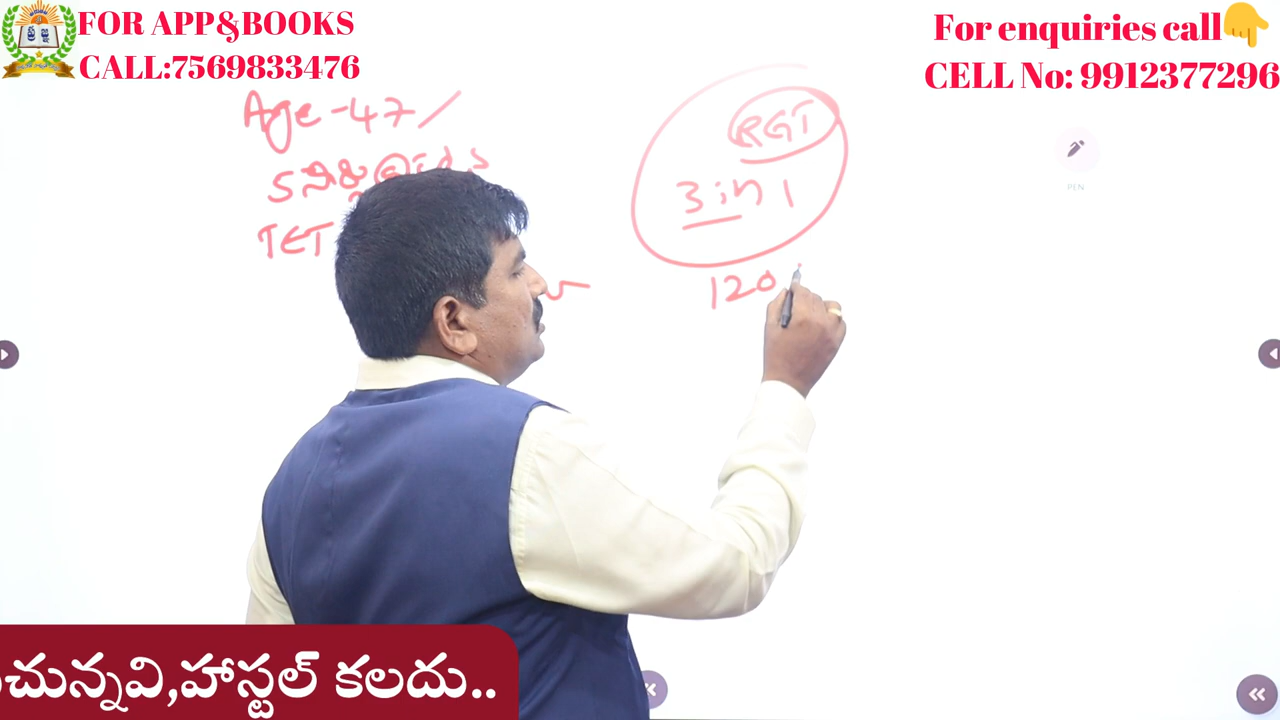 FOR APP&BOOKS
CALL:7569833476
For enquiries call👇
CELL No: 9912377296
Age-47/
TET
RGT
3 in 1
120
PEN
చున్నవి,హాస్టల్ కలదు..